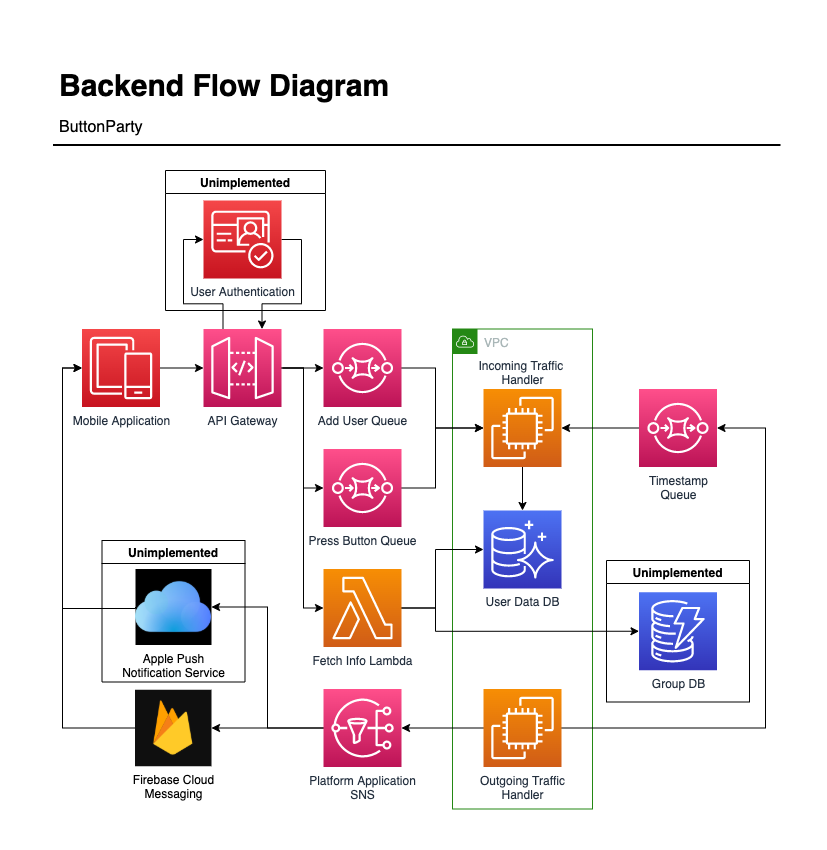 Backend Flow Diagram
ButtonParty
Unimplemented
User Authentication
VPC
Incoming Traffic
Handler
Mobile Application
API Gateway
Add User Queue
Timestamp
Queue
Press Button Queue
Unimplemented
Unimplemented
User Data DB
Apple Push
Notification Service
Fetch Info Lambda
Group DB
Firebase Cloud
Messaging
Platform Application
SNS
Outgoing Traffic
Handler